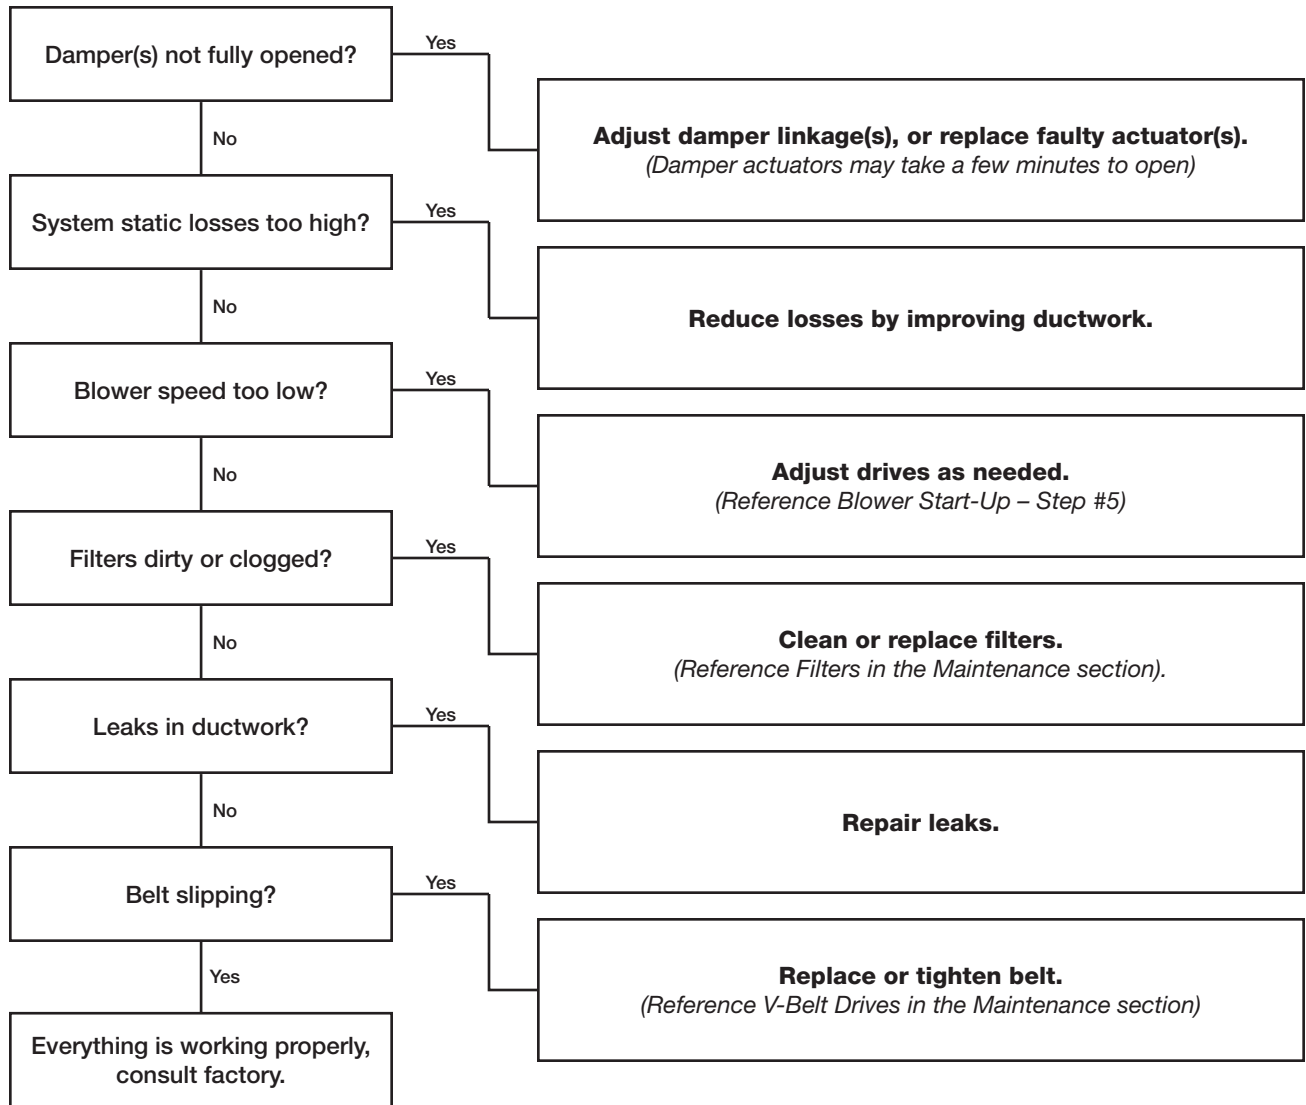 Damper(s) not fully opened?
Yes
Adjust damper linkage(s), or replace faulty actuator(s).
(Damper actuators may take a few minutes to open)
No
System static losses too high?
Yes
Reduce losses by improving ductwork.
No
Blower speed too low?
Yes
Adjust drives as needed.
(Reference Blower Start-Up – Step #5)
No
Filters dirty or clogged?
Yes
Clean or replace filters.
(Reference Filters in the Maintenance section).
No
Leaks in ductwork?
Yes
Repair leaks.
No
Belt slipping?
Yes
Replace or tighten belt.
(Reference V-Belt Drives in the Maintenance section)
Yes
Everything is working properly,
consult factory.